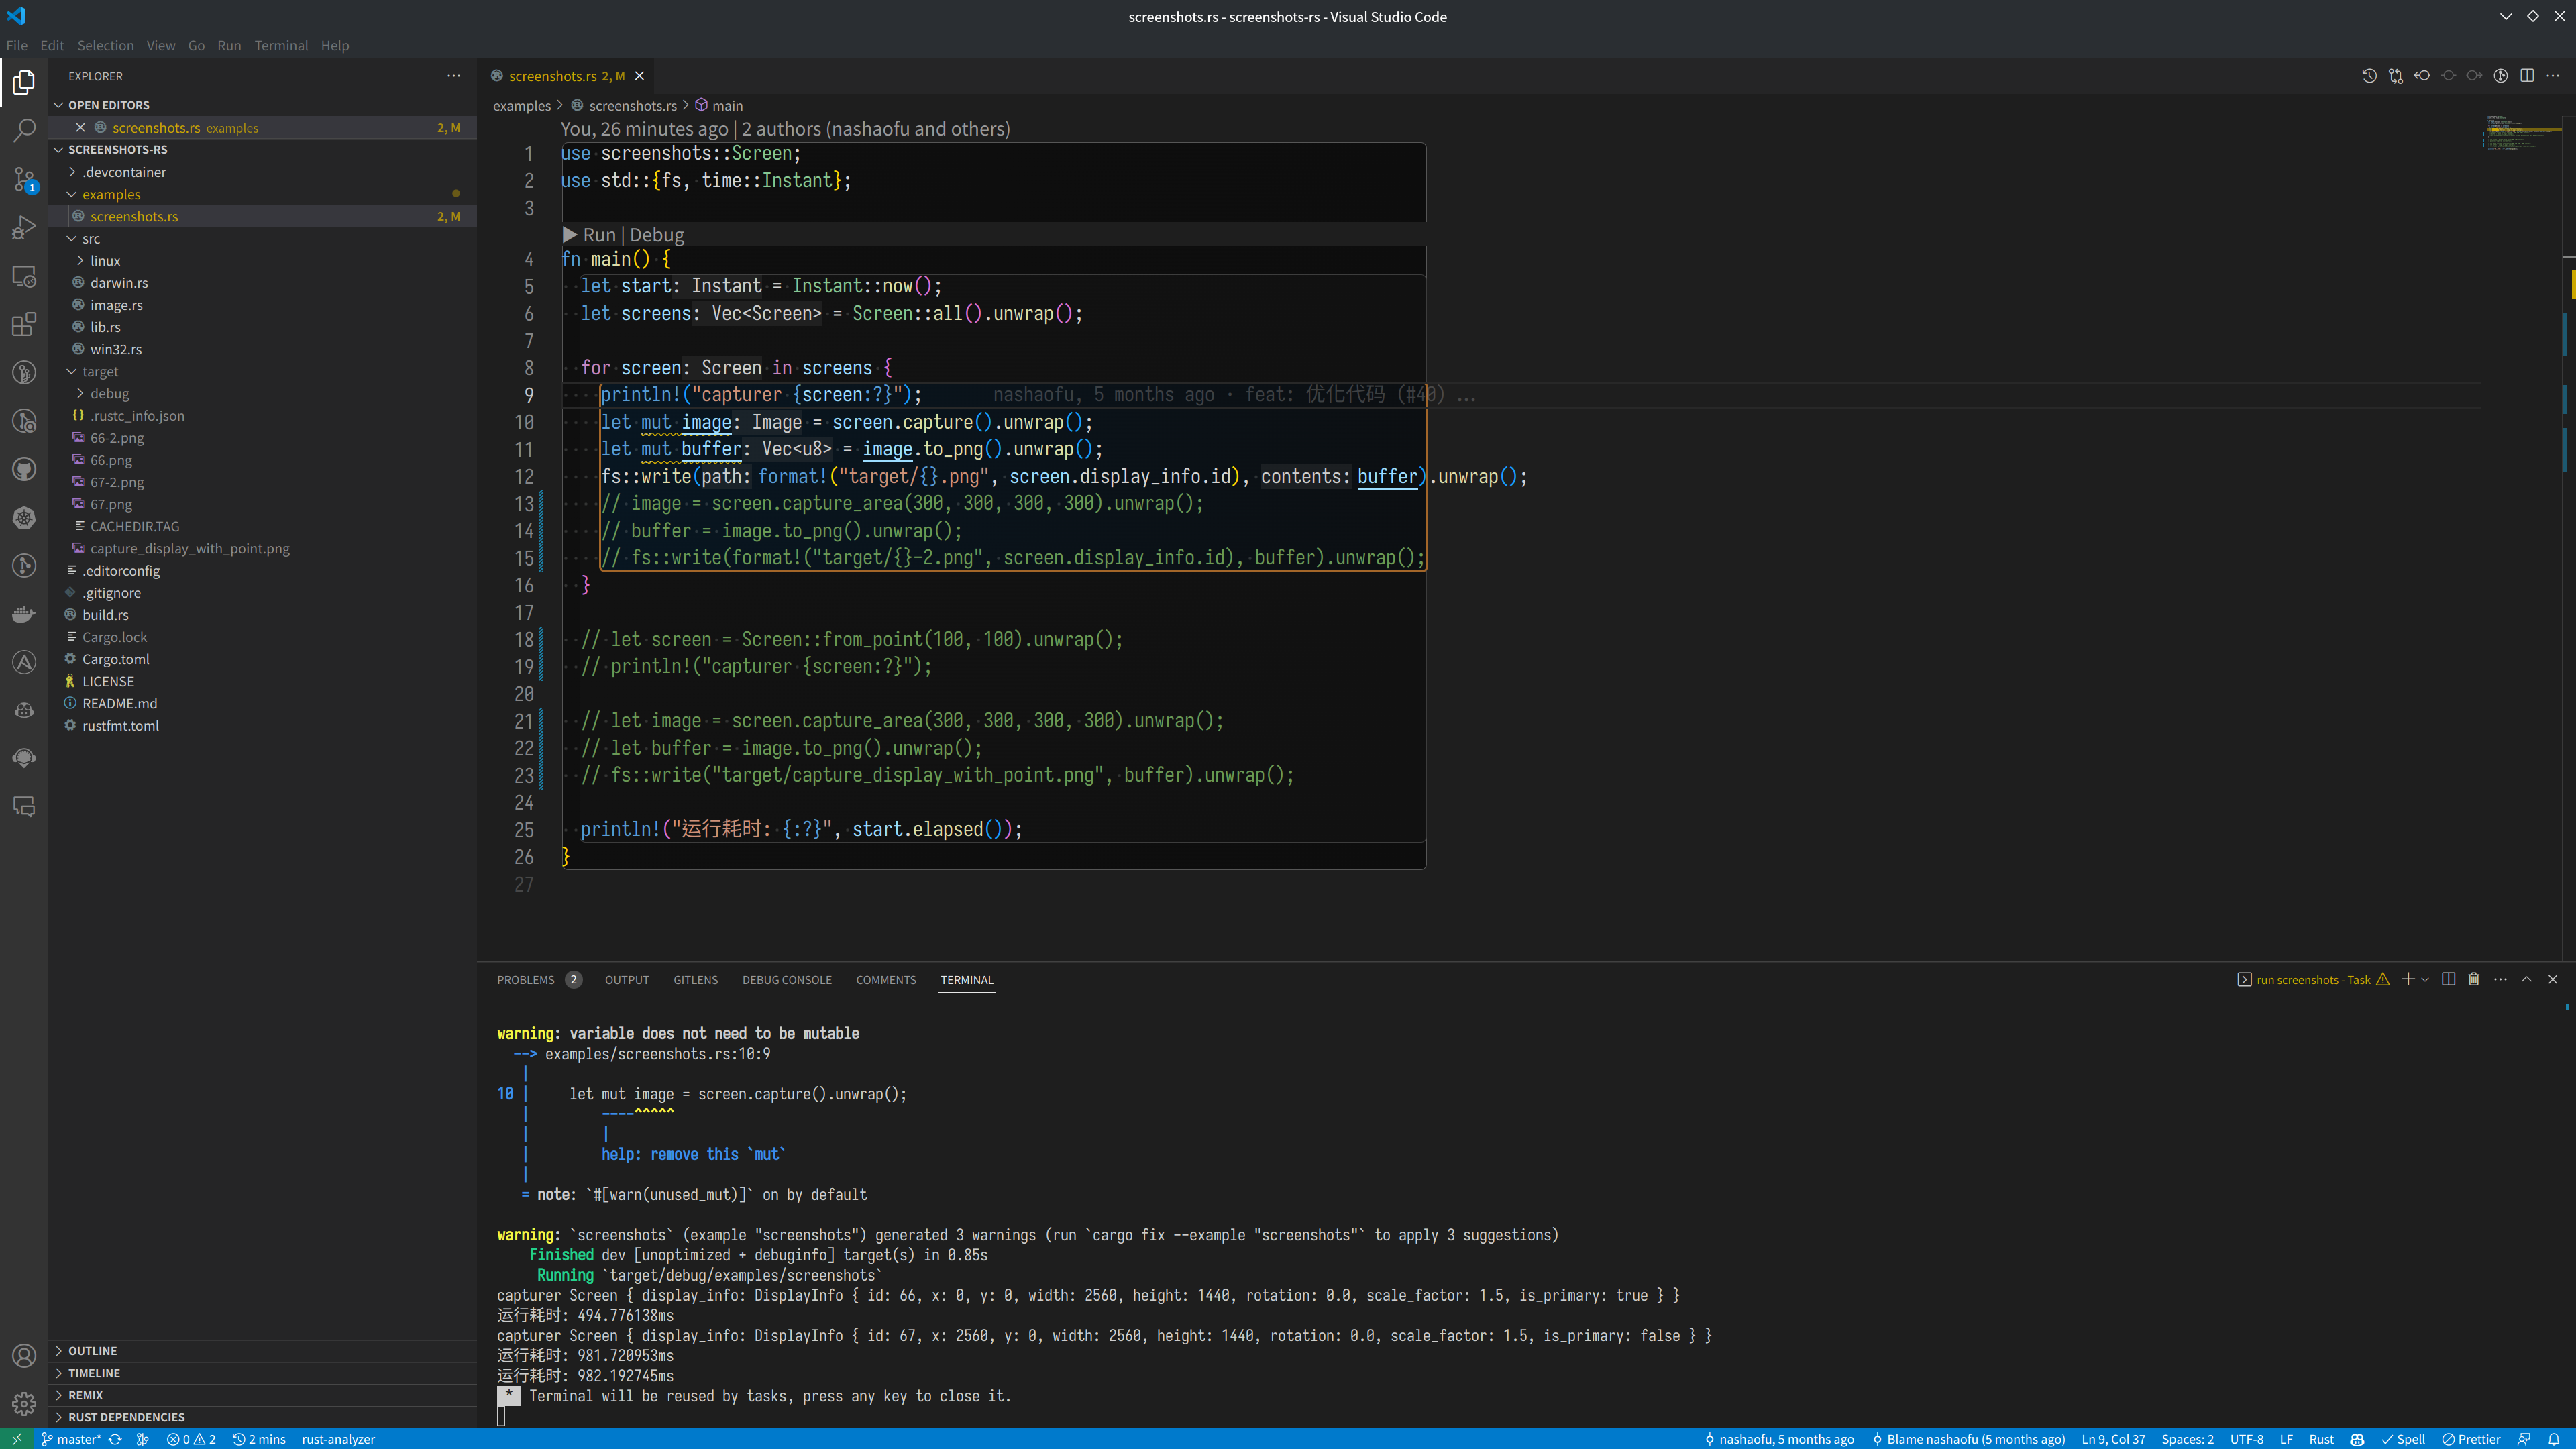 screenshots.rs - screenshots-rs - Visual Studio Code
File Edit Selection View Go Run Terminal Help
EXPLORER
OPEN EDITORS
screenshots.rs examples 2, M
SCREENSHOTS-RS
.devcontainer
examples
screenshots.rs 2, M
src
linux
darwin.rs
image.rs
lib.rs
win32.rs
target
debug
{} .rustc_info.json
66-2.png
66.png
67-2.png
67.png
CACHEDIR.TAG
capture_display_with_point.png
.editorconfig
.gitignore
build.rs
Cargo.lock
Cargo.toml
LICENSE
README.md
rustfmt.toml
OUTLINE
TIMELINE
REMIX
RUST DEPENDENCIES
1
screenshots.rs 2, M
examples > screenshots.rs > main
You, 26 minutes ago | 2 authors (nashaofu and others)
1 use screenshots::Screen;
2 use std::{fs, time::Instant};
3
Run | Debug
4 fn main() {
5 let start: Instant = Instant::now();
6 let screens: Vec<Screen> = Screen::all().unwrap();
7
8 for screen: Screen in screens {
9 println!("capturer {screen:?}"); nashaofu, 5 months ago · feat: 优化代码 (#40) ...
10 let mut image: Image = screen.capture().unwrap();
11 let mut buffer: Vec<u8> = image.to_png().unwrap();
12 fs::write(path: format!("target/{}.png", screen.display_info.id), contents: buffer).unwrap();
13 // image = screen.capture_area(300, 300, 300, 300).unwrap();
14 // buffer = image.to_png().unwrap();
15 // fs::write(format!("target/{}-2.png", screen.display_info.id), buffer).unwrap();
16 }
17
18 // let screen = Screen::from_point(100, 100).unwrap();
19 // println!("capturer {screen:?}");
20
21 // let image = screen.capture_area(300, 300, 300, 300).unwrap();
22 // let buffer = image.to_png().unwrap();
23 // fs::write("target/capture_display_with_point.png", buffer).unwrap();
24
25 println!("运行耗时: {:?}", start.elapsed());
26 }
27
PROBLEMS 2 OUTPUT GITLENS DEBUG CONSOLE COMMENTS TERMINAL
run screenshots - Task
warning: variable does not need to be mutable
--> examples/screenshots.rs:10:9
|
10 | let mut image = screen.capture().unwrap();
| ----^^^^^
| |
| help: remove this `mut`
|
= note: `#[warn(unused_mut)]` on by default
warning: `screenshots` (example "screenshots") generated 3 warnings (run `cargo fix --example "screenshots"` to apply 3 suggestions)
Finished dev [unoptimized + debuginfo] target(s) in 0.85s
Running `target/debug/examples/screenshots`
capturer Screen { display_info: DisplayInfo { id: 66, x: 0, y: 0, width: 2560, height: 1440, rotation: 0.0, scale_factor: 1.5, is_primary: true } }
运行耗时: 494.776138ms
capturer Screen { display_info: DisplayInfo { id: 67, x: 2560, y: 0, width: 2560, height: 1440, rotation: 0.0, scale_factor: 1.5, is_primary: false } }
运行耗时: 981.720953ms
运行耗时: 982.192745ms
* Terminal will be reused by tasks, press any key to close it.
master* 0 2 2 mins rust-analyzer
nashaofu, 5 months ago Blame nashaofu (5 months ago) Ln 9, Col 37 Spaces: 2 UTF-8 LF Rust Spell Prettier